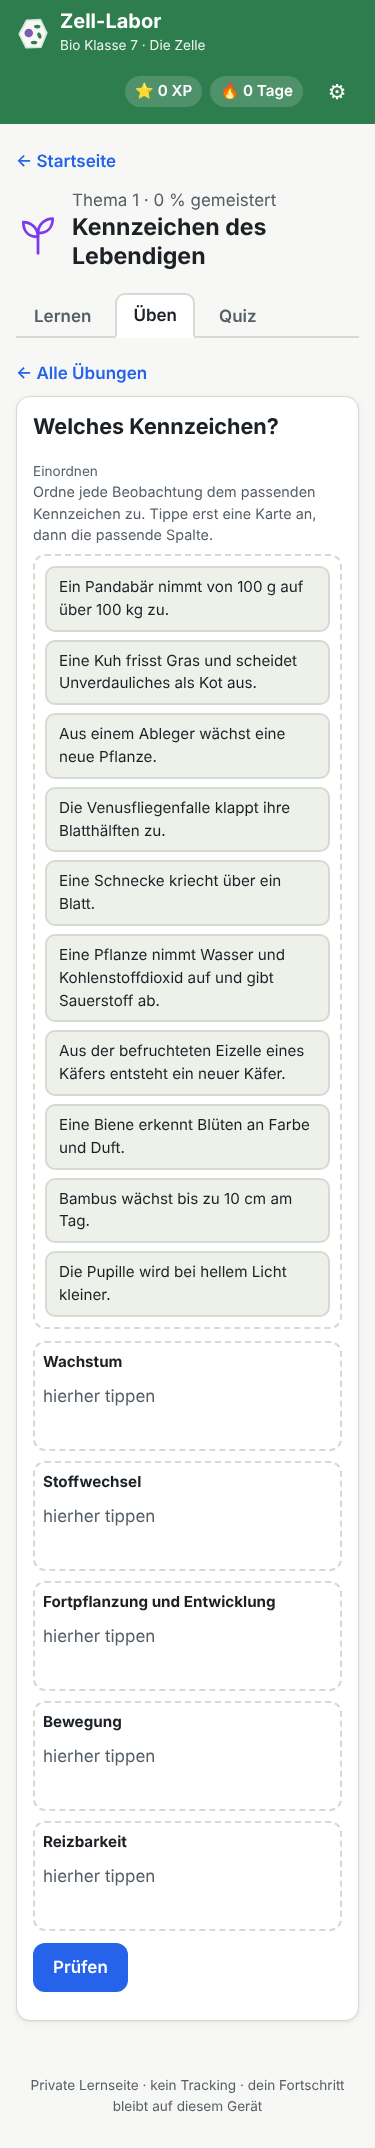 Zell-Labor
Bio Klasse 7 · Die Zelle
⭐ 0 XP
🔥 0 Tage
← Startseite
Thema 1 · 0 % gemeistert
Kennzeichen des
Lebendigen
Lernen
Üben
Quiz
← Alle Übungen
Welches Kennzeichen?
Einordnen
Ordne jede Beobachtung dem passenden
Kennzeichen zu. Tippe erst eine Karte an,
dann die passende Spalte.
Ein Pandabär nimmt von 100 g auf
über 100 kg zu.
Eine Kuh frisst Gras und scheidet
Unverdauliches als Kot aus.
Aus einem Ableger wächst eine
neue Pflanze.
Die Venusfliegenfalle klappt ihre
Blatthälften zu.
Eine Schnecke kriecht über ein
Blatt.
Eine Pflanze nimmt Wasser und
Kohlenstoffdioxid auf und gibt
Sauerstoff ab.
Aus der befruchteten Eizelle eines
Käfers entsteht ein neuer Käfer.
Eine Biene erkennt Blüten an Farbe
und Duft.
Bambus wächst bis zu 10 cm am
Tag.
Die Pupille wird bei hellem Licht
kleiner.
Wachstum
hierher tippen
Stoffwechsel
hierher tippen
Fortpflanzung und Entwicklung
hierher tippen
Bewegung
hierher tippen
Reizbarkeit
hierher tippen
Prüfen
Private Lernseite · kein Tracking · dein Fortschritt
bleibt auf diesem Gerät